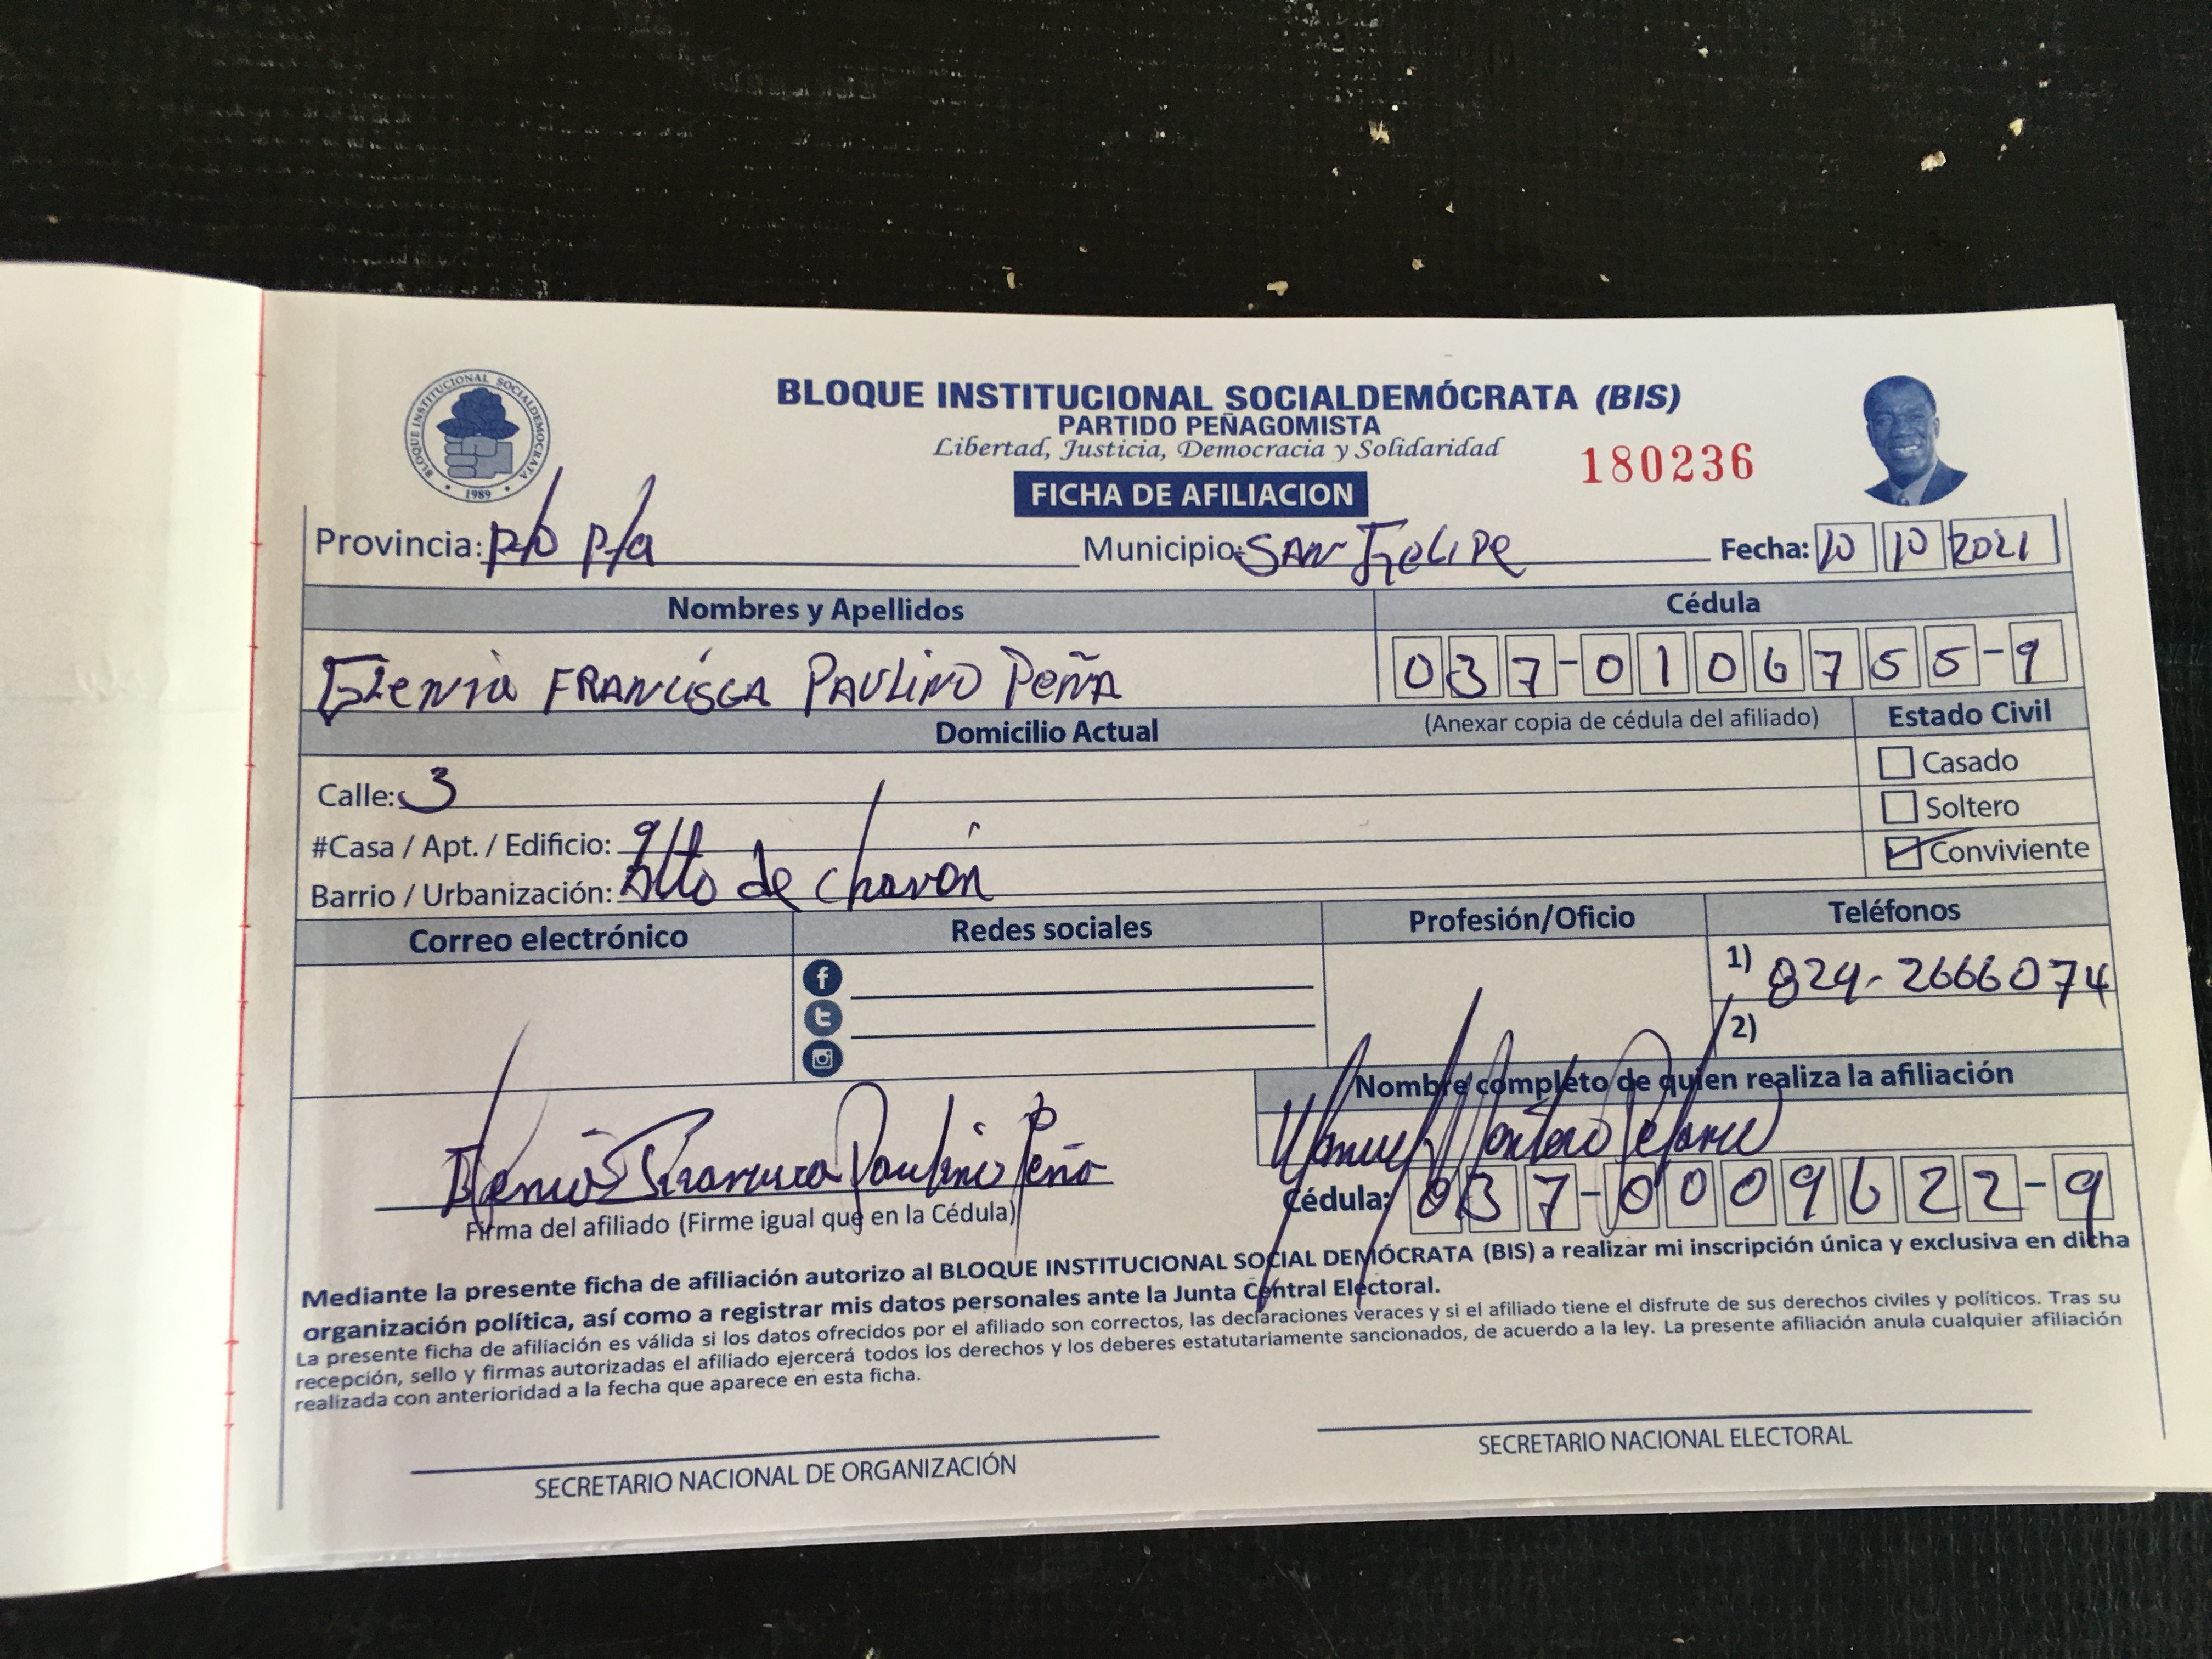 BLOQUE INSTITUCIONAL SOCIALDEMÓCRATA
1989
BLOQUE INSTITUCIONAL SOCIALDEMÓCRATA (BIS)
PARTIDO PEÑAGOMISTA
Libertad, Justicia, Democracia y Solidaridad
180236
FICHA DE AFILIACION
Provincia: Pto Pta Municipio: SAN FELIPE Fecha: 10 10 2021
Nombres y Apellidos Cédula
FRANCISCA PAULINO PEÑA 037-0106755-9
Domicilio Actual (Anexar copia de cédula del afiliado) Estado Civil
Calle: 3 Casado
#Casa / Apt. / Edificio: 9 Soltero
Barrio / Urbanización: Alto de chavón Conviviente
Correo electrónico Redes sociales Profesión/Oficio Teléfonos
1) 829-2666074
2)
Nombre completo de quien realiza la afiliación
Manuel
Francisca Paulino Peña
Firma del afiliado (Firme igual que en la Cédula)
Cédula: 037-0009622-9
Mediante la presente ficha de afiliación autorizo al BLOQUE INSTITUCIONAL SOCIAL DEMÓCRATA (BIS) a realizar mi inscripción única y exclusiva en dicha
organización política, así como a registrar mis datos personales ante la Junta Central Electoral.
La presente ficha de afiliación es válida si los datos ofrecidos por el afiliado son correctos, las declaraciones veraces y si el afiliado tiene el disfrute de sus derechos civiles y políticos. Tras su
recepción, sello y firmas autorizadas el afiliado ejercerá todos los derechos y los deberes estatutariamente sancionados, de acuerdo a la ley. La presente afiliación anula cualquier afiliación
realizada con anterioridad a la fecha que aparece en esta ficha.
SECRETARIO NACIONAL DE ORGANIZACIÓN SECRETARIO NACIONAL ELECTORAL